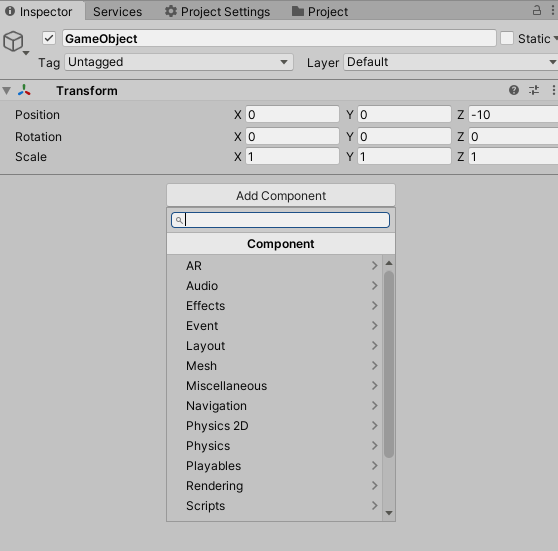 Inspector Services Project Settings Project
GameObject Static
Tag Untagged Layer Default
Transform
Position X 0 Y 0 Z -10
Rotation X 0 Y 0 Z 0
Scale X 1 Y 1 Z 1
Add Component
Component
AR
Audio
Effects
Event
Layout
Mesh
Miscellaneous
Navigation
Physics 2D
Physics
Playables
Rendering
Scripts